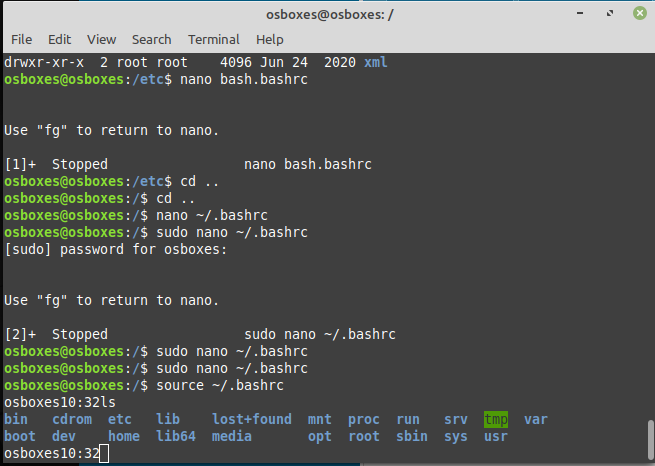 osboxes@osboxes: /
File Edit View Search Terminal Help
drwxr-xr-x  2 root root    4096 Jun 24  2020 xml
osboxes@osboxes:/etc$ nano bash.bashrc
Use "fg" to return to nano.
[1]+  Stopped                 nano bash.bashrc
osboxes@osboxes:/etc$ cd ..
osboxes@osboxes:/$ cd ..
osboxes@osboxes:/$ nano ~/.bashrc
osboxes@osboxes:/$ sudo nano ~/.bashrc
[sudo] password for osboxes:
Use "fg" to return to nano.
[2]+  Stopped                 sudo nano ~/.bashrc
osboxes@osboxes:/$ sudo nano ~/.bashrc
osboxes@osboxes:/$ sudo nano ~/.bashrc
osboxes@osboxes:/$ source ~/.bashrc
osboxes10:32ls
bin   cdrom  etc   lib    lost+found  mnt  proc  run   srv  tmp  var
boot  dev    home  lib64  media       opt  root  sbin  sys  usr
osboxes10:32